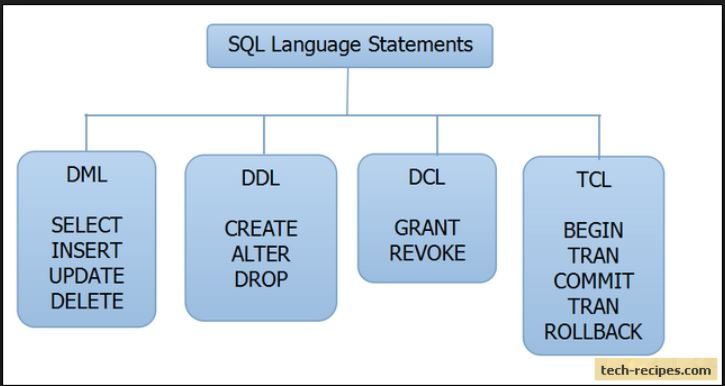 SQL Language Statements
DML
SELECT
INSERT
UPDATE
DELETE
DDL
CREATE
ALTER
DROP
DCL
GRANT
REVOKE
TCL
BEGIN
TRAN
COMMIT
TRAN
ROLLBACK
tech-recipes.com